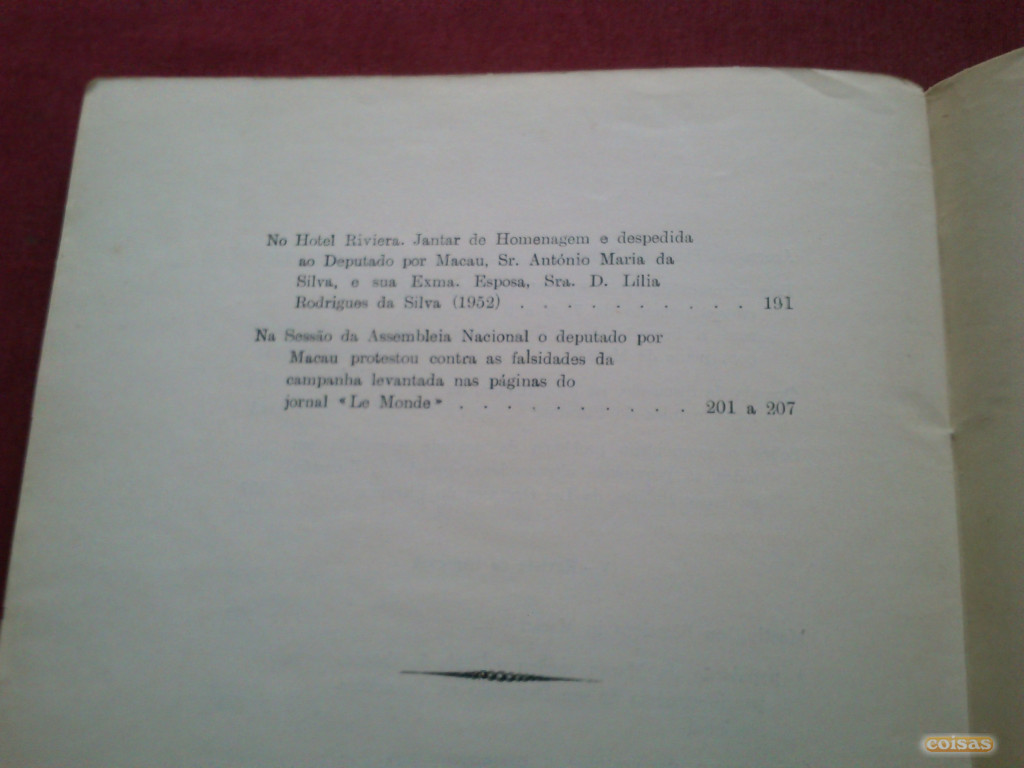 No Hotel Riviera. Jantar de Homenagem e despedida
ao Deputado por Macau, Sr. António Maria da
Silva, e sua Exma. Esposa, Sra. D. Lília
Rodrigues da Silva (1952) . . . . . . . . . . 191
Na Sessão da Assembleia Nacional o deputado por
Macau protestou contra as falsidades da
campanha levantada nas páginas do
jornal «Le Monde» . . . . . . . . . . 201 a 207
coisas